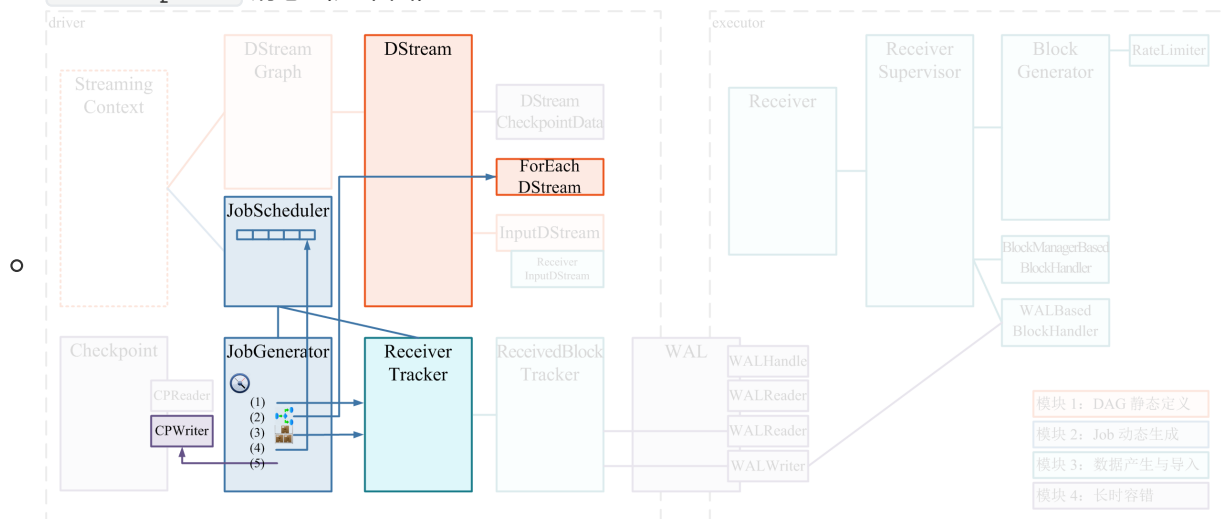 driver
executor
DStream
Graph
DStream
Streaming
Context
DStream
CheckpointData
ForEach
DStream
JobScheduler
InputDStream
Receiver
InputDStream
Receiver
Supervisor
Block
Generator
RateLimiter
Receiver
BlockManagerBased
BlockHandler
WALBased
BlockHandler
Checkpoint
CPReader
CPWriter
JobGenerator
(1)
(2)
(3)
(4)
(5)
Receiver
Tracker
ReceivedBlock
Tracker
WAL
WALHandle
WALReader
WALReader
WALWriter
模块 1：DAG 静态定义
模块 2：Job 动态生成
模块 3：数据产生与导入
模块 4：长时容错